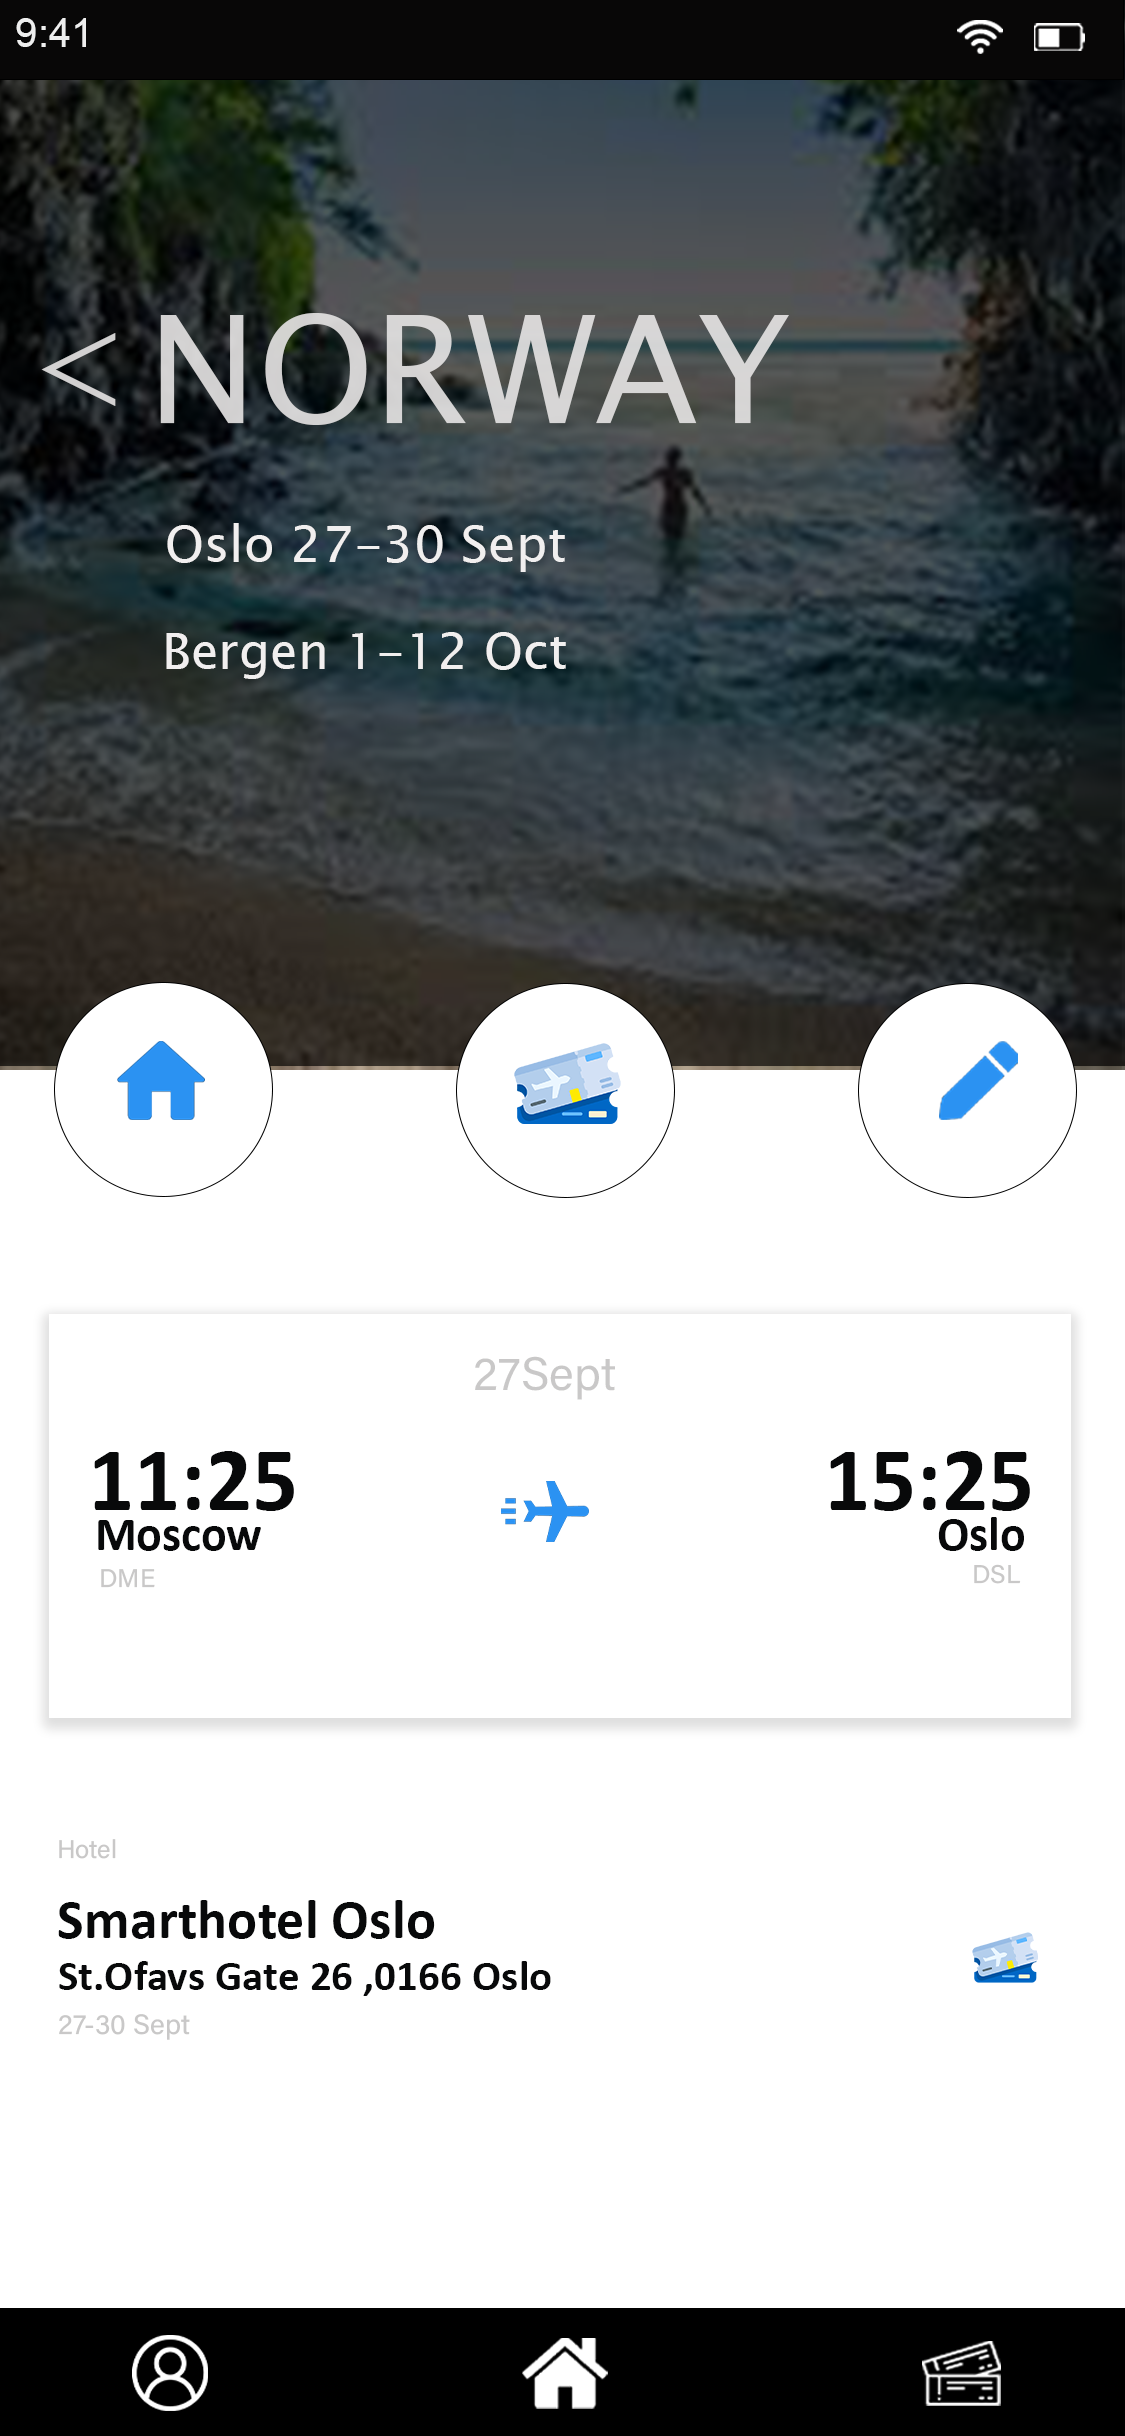 9:41
< NORWAY
Oslo 27-30 Sept
Bergen 1-12 Oct
27Sept
11:25
15:25
Moscow
Oslo
DME
DSL
Hotel
Smarthotel Oslo
St.Ofavs Gate 26 ,0166 Oslo
27-30 Sept